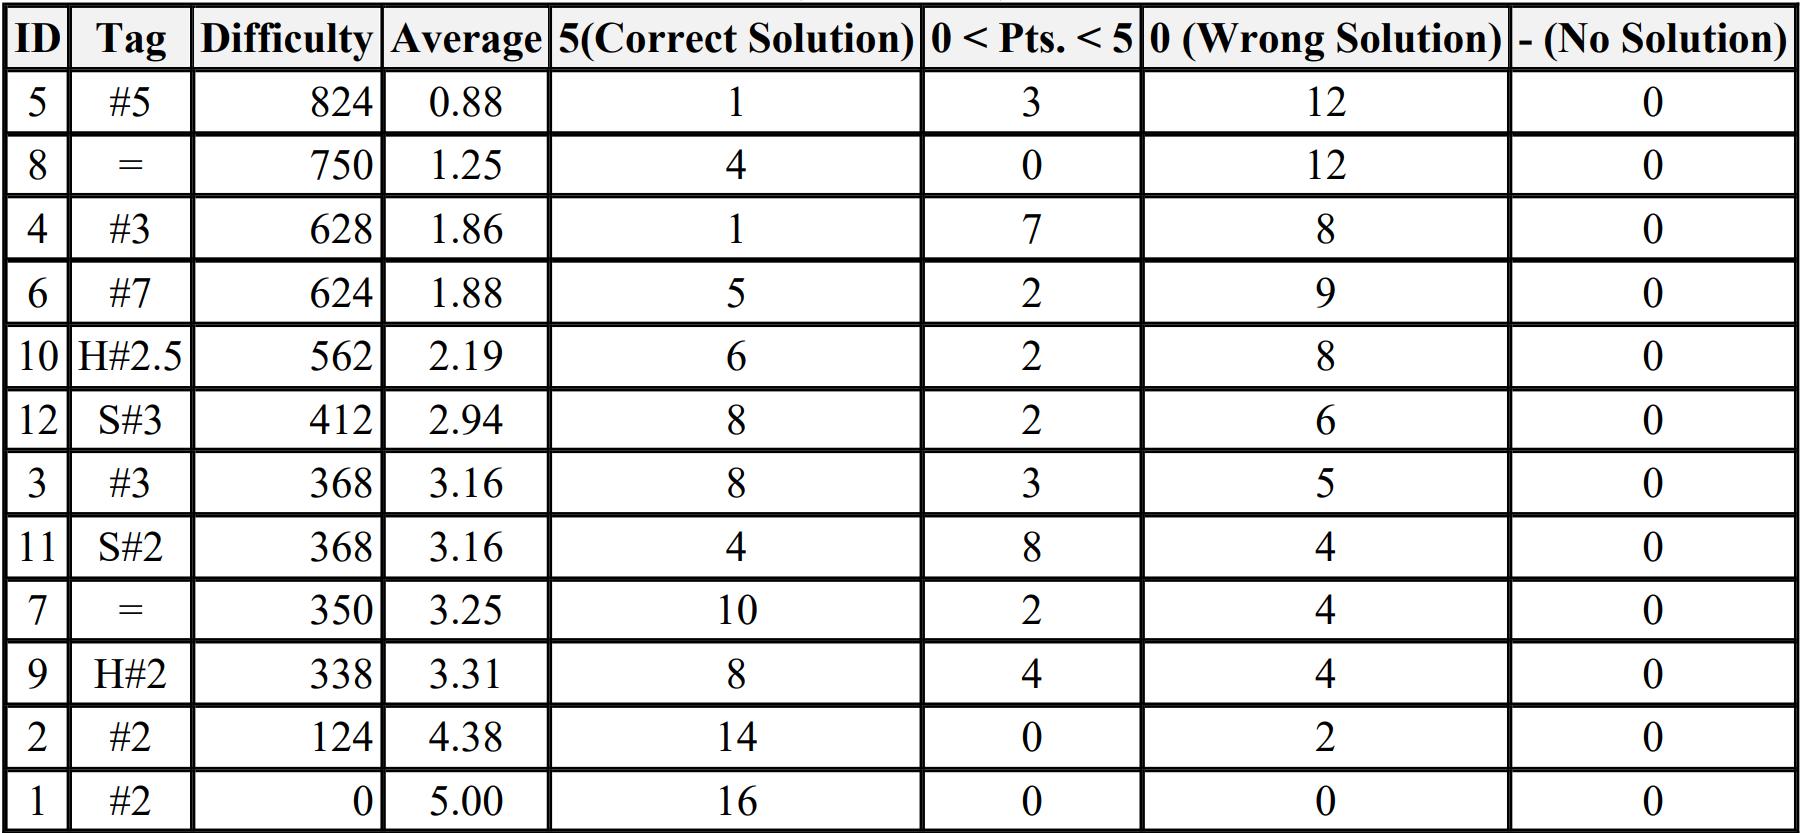 ID Tag Difficulty Average 5(Correct Solution) 0 < Pts. < 5 0 (Wrong Solution) - (No Solution)
5 #5 824 0.88 1 3 12 0
8 = 750 1.25 4 0 12 0
4 #3 628 1.86 1 7 8 0
6 #7 624 1.88 5 2 9 0
10 H#2.5 562 2.19 6 2 8 0
12 S#3 412 2.94 8 2 6 0
3 #3 368 3.16 8 3 5 0
11 S#2 368 3.16 4 8 4 0
7 = 350 3.25 10 2 4 0
9 H#2 338 3.31 8 4 4 0
2 #2 124 4.38 14 0 2 0
1 #2 0 5.00 16 0 0 0